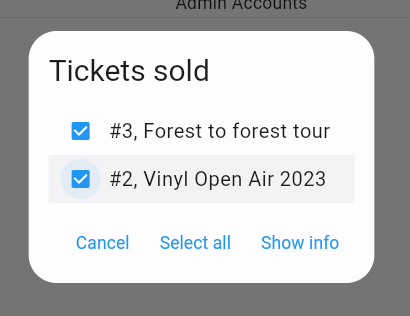 Admin Accounts
Tickets sold
#3, Forest to forest tour
#2, Vinyl Open Air 2023
Cancel Select all Show info